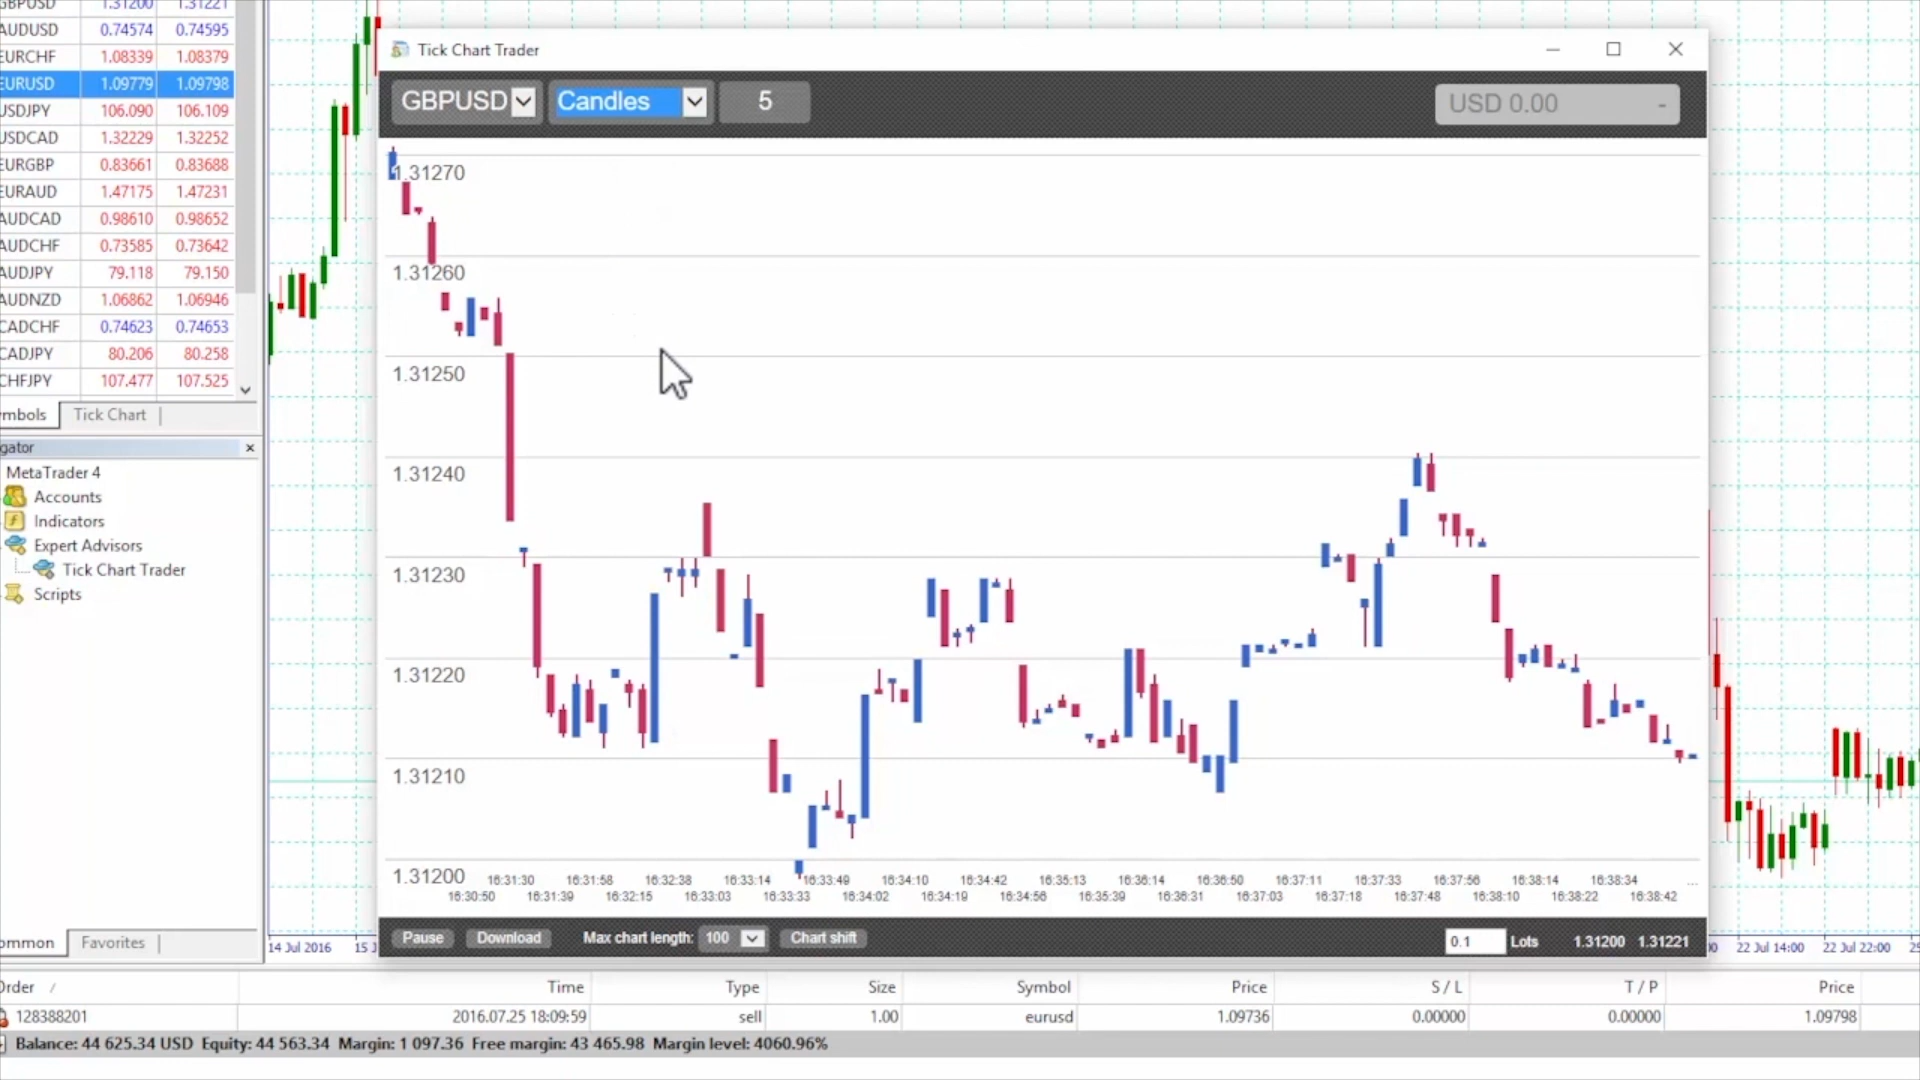 GBPUSD 1.31200 1.31221
AUDUSD 0.74574 0.74595
EURCHF 1.08339 1.08379
EURUSD 1.09779 1.09798
USDJPY 106.090 106.109
USDCAD 1.32229 1.32252
EURGBP 0.83661 0.83688
EURAUD 1.47175 1.47231
AUDCAD 0.98610 0.98652
AUDCHF 0.73585 0.73642
AUDJPY 79.118 79.150
AUDNZD 1.06862 1.06946
CADCHF 0.74623 0.74653
CADJPY 80.206 80.258
CHFJPY 107.477 107.525
mbols Tick Chart
gator
MetaTrader 4
Accounts
Indicators
Expert Advisors
Tick Chart Trader
Scripts
ommon Favorites
Tick Chart Trader
GBPUSD Candles 5 USD 0.00 -
1.31270
1.31260
1.31250
1.31240
1.31230
1.31220
1.31210
1.31200
16:31:30 16:31:58 16:32:38 16:33:14 16:33:49 16:34:10 16:34:42 16:35:13 16:36:14 16:36:50 16:37:11 16:37:33 16:37:56 16:38:14 16:38:34 ...
16:30:50 16:31:39 16:32:15 16:33:03 16:33:33 16:34:02 16:34:19 16:34:56 16:35:39 16:36:31 16:37:03 16:37:18 16:37:48 16:38:10 16:38:22 16:38:42
Pause Download Max chart length: 100 Chart shift 0.1 Lots 1.31200 1.31221
14 Jul 2016 15 J 22 Jul 14:00 22 Jul 22:00
Order / Time Type Size Symbol Price S / L T / P Price
128388201 2016.07.25 18:09:59 sell 1.00 eurusd 1.09736 0.00000 0.00000 1.09798
Balance: 44 625.34 USD Equity: 44 563.34 Margin: 1 097.36 Free margin: 43 465.98 Margin level: 4060.96%